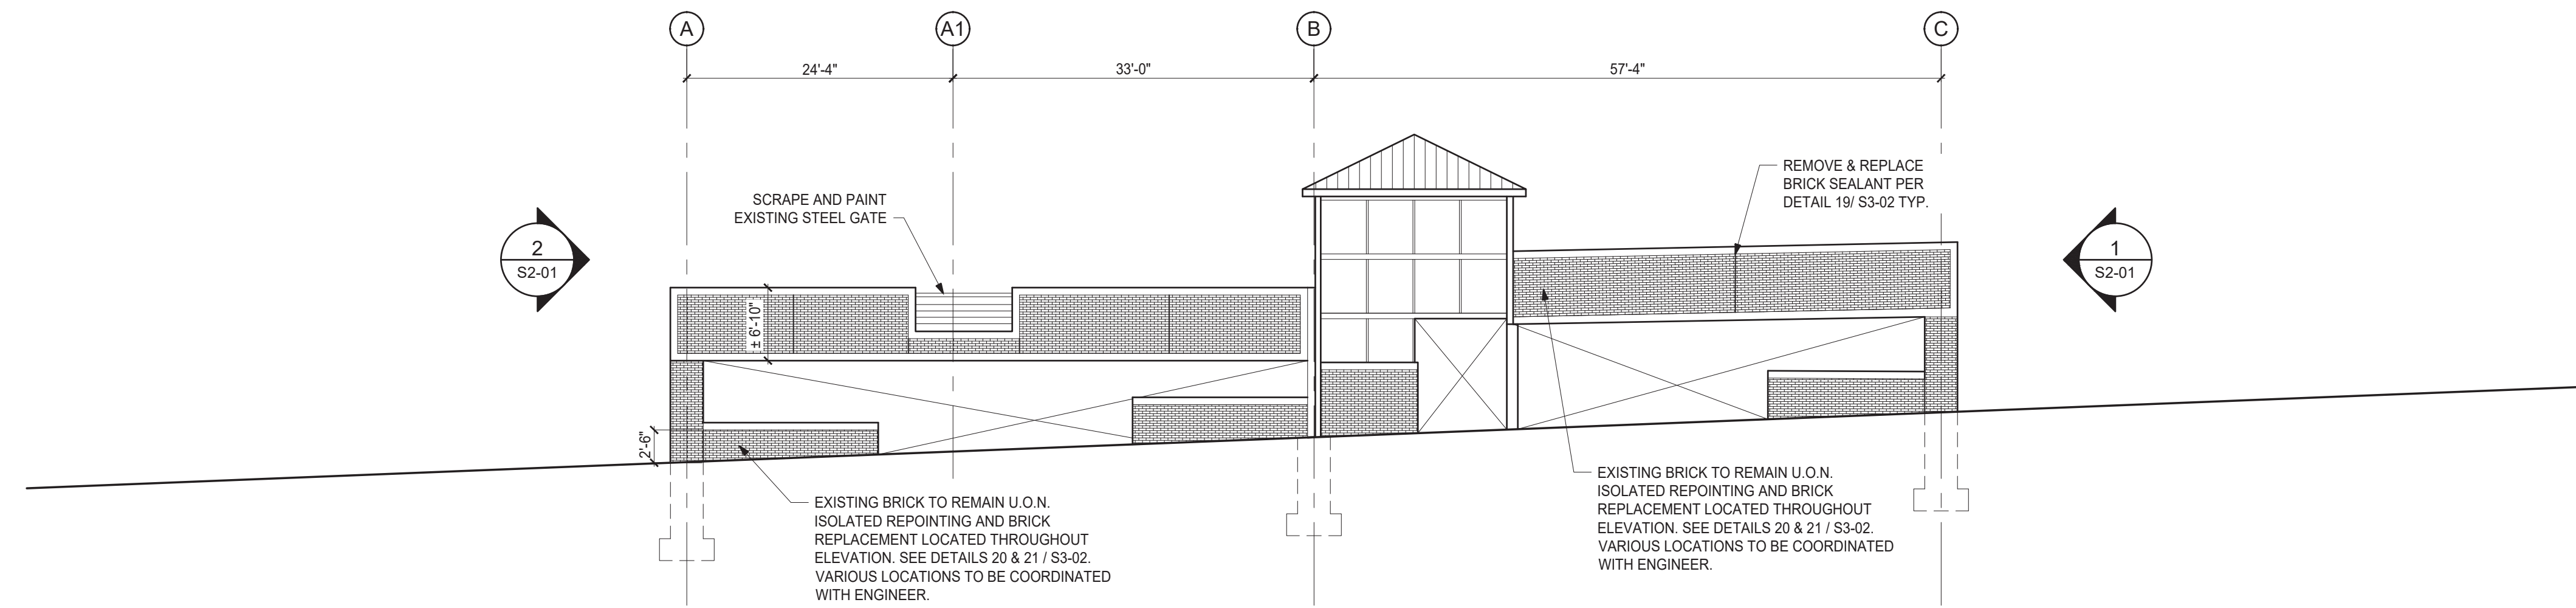 A
A1
B
C
24'-4"
33'-0"
57'-4"
REMOVE & REPLACE
BRICK SEALANT PER
DETAIL 19/ S3-02 TYP.
SCRAPE AND PAINT
EXISTING STEEL GATE
2
S2-01
1
S2-01
± 6'-10"
2'-6"
EXISTING BRICK TO REMAIN U.O.N.
ISOLATED REPOINTING AND BRICK
REPLACEMENT LOCATED THROUGHOUT
ELEVATION. SEE DETAILS 20 & 21 / S3-02.
VARIOUS LOCATIONS TO BE COORDINATED
WITH ENGINEER.
EXISTING BRICK TO REMAIN U.O.N.
ISOLATED REPOINTING AND BRICK
REPLACEMENT LOCATED THROUGHOUT
ELEVATION. SEE DETAILS 20 & 21 / S3-02.
VARIOUS LOCATIONS TO BE COORDINATED
WITH ENGINEER.